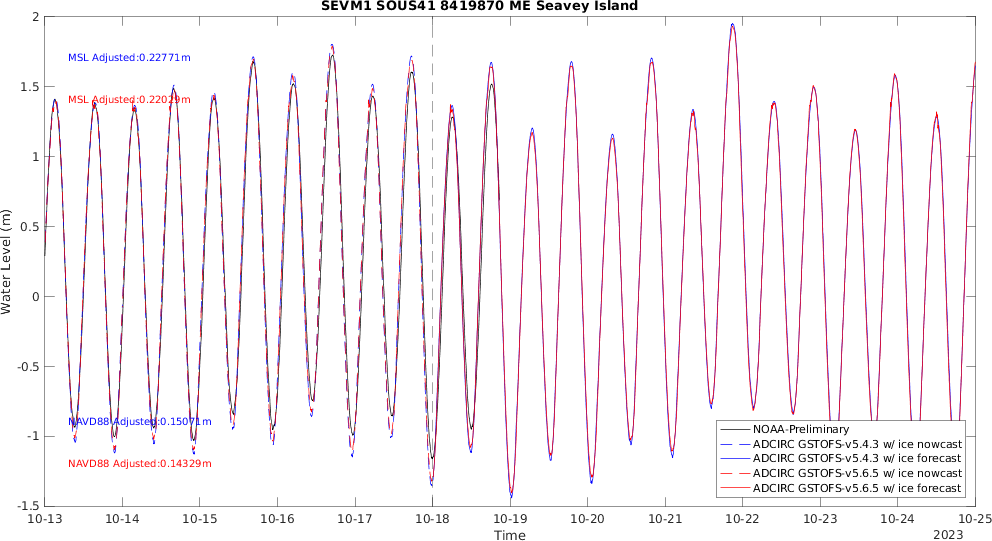 SEVM1 SOUS41 8419870 ME Seavey Island
2
1.5
1
0.5
0
-0.5
-1
-1.5
Water Level (m)
MSL Adjusted:0.22771m
MSL Adjusted:0.22029m
NAVD88 Adjusted:0.15071m
NAVD88 Adjusted:0.14329m
NOAA-Preliminary
ADCIRC GSTOFS-v5.4.3 w/ ice nowcast
ADCIRC GSTOFS-v5.4.3 w/ ice forecast
ADCIRC GSTOFS-v5.6.5 w/ ice nowcast
ADCIRC GSTOFS-v5.6.5 w/ ice forecast
10-13 10-14 10-15 10-16 10-17 10-18 10-19 10-20 10-21 10-22 10-23 10-24 10-25
Time
2023